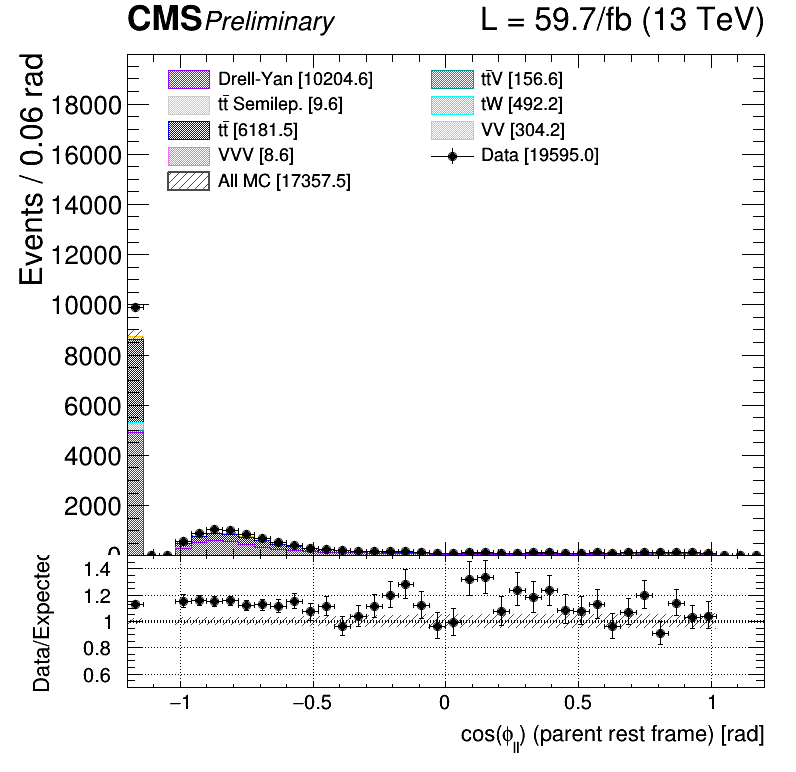 CMS Preliminary L = 59.7/fb (13 TeV)
Events / 0.06 rad
Drell-Yan [10204.6]
tt̄ Semilep. [9.6]
tt̄ [6181.5]
VVV [8.6]
All MC [17357.5]
tt̄V [156.6]
tW [492.2]
VV [304.2]
Data [19595.0]
18000
16000
14000
12000
10000
8000
6000
4000
2000
0
Data/Expected
1.4
1.2
1
0.8
0.6
−1 −0.5 0 0.5 1
cos(ϕ_ll) (parent rest frame) [rad]